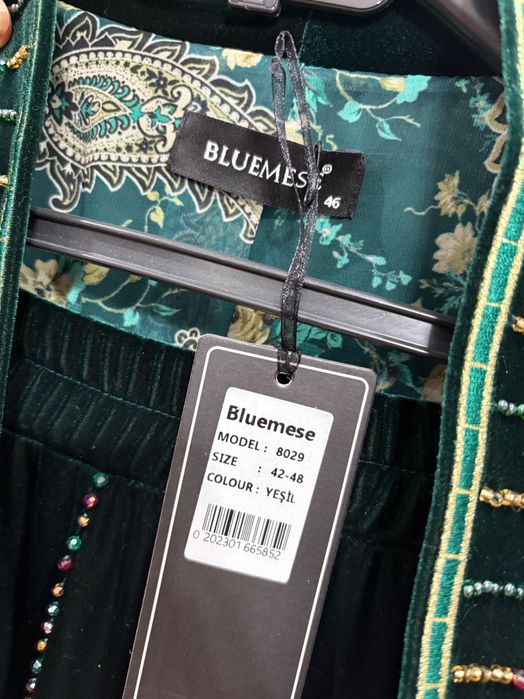 BLUEMESE®
46
Bluemese
MODEL : 8029
SIZE : 42-48
COLOUR : YEŞİL
0 202301 665852